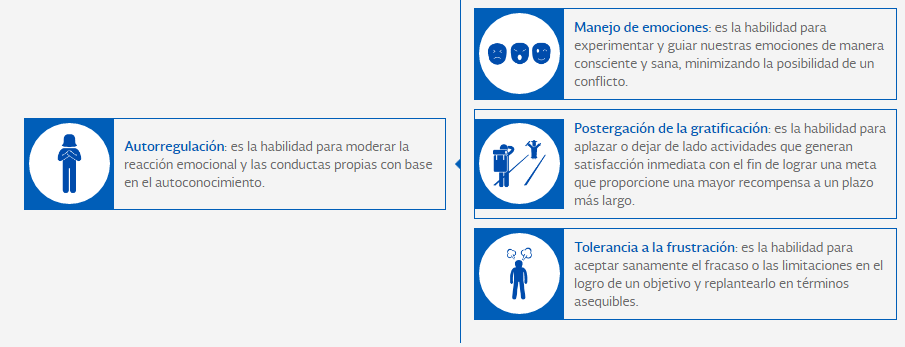 Autorregulación: es la habilidad para moderar la
reacción emocional y las conductas propias con base
en el autoconocimiento.
Manejo de emociones: es la habilidad para
experimentar y guiar nuestras emociones de manera
consciente y sana, minimizando la posibilidad de un
conflicto.
Postergación de la gratificación: es la habilidad para
aplazar o dejar de lado actividades que generan
satisfacción inmediata con el fin de lograr una meta
que proporcione una mayor recompensa a un plazo
más largo.
Tolerancia a la frustración: es la habilidad para
aceptar sanamente el fracaso o las limitaciones en el
logro de un objetivo y replantearlo en términos
asequibles.